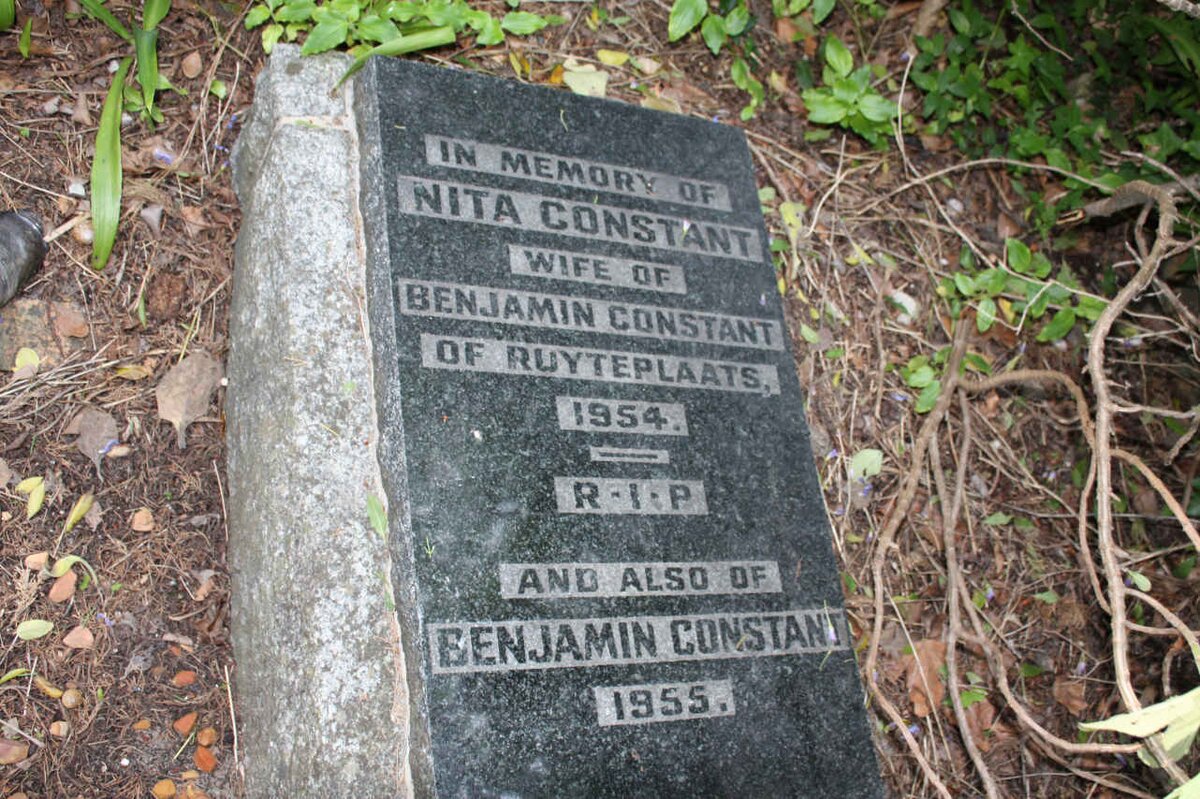 IN MEMORY OF
NITA CONSTANT
WIFE OF
BENJAMIN CONSTANT
OF RUYTEPLAATS,
1954.
R·I·P
AND ALSO OF
BENJAMIN CONSTANT
1955.